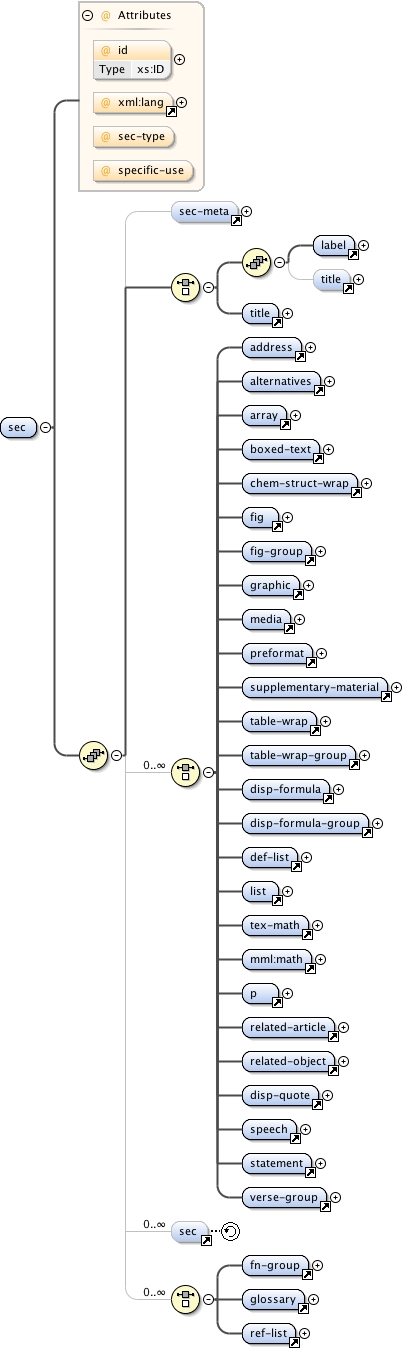 @ Attributes
@ id
Type xs:ID
@ xml:lang
@ sec-type
@ specific-use
sec-meta
label
title
title
address
alternatives
array
boxed-text
sec
chem-struct-wrap
fig
fig-group
graphic
media
preformat
supplementary-material
table-wrap
table-wrap-group
0..∞
disp-formula
disp-formula-group
def-list
list
tex-math
mml:math
p
related-article
related-object
disp-quote
speech
statement
verse-group
0..∞
sec
fn-group
0..∞
glossary
ref-list